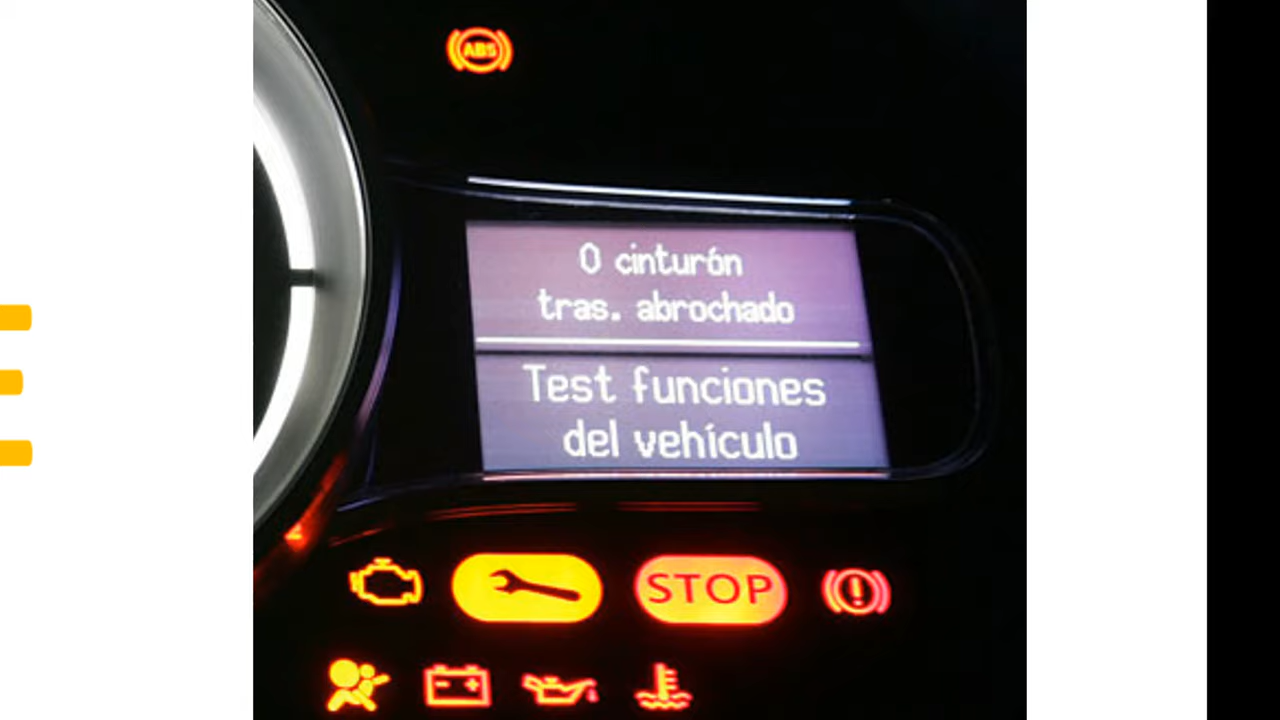 ABS
0 cinturón
tras. abrochado
Test funciones
del vehículo
STOP